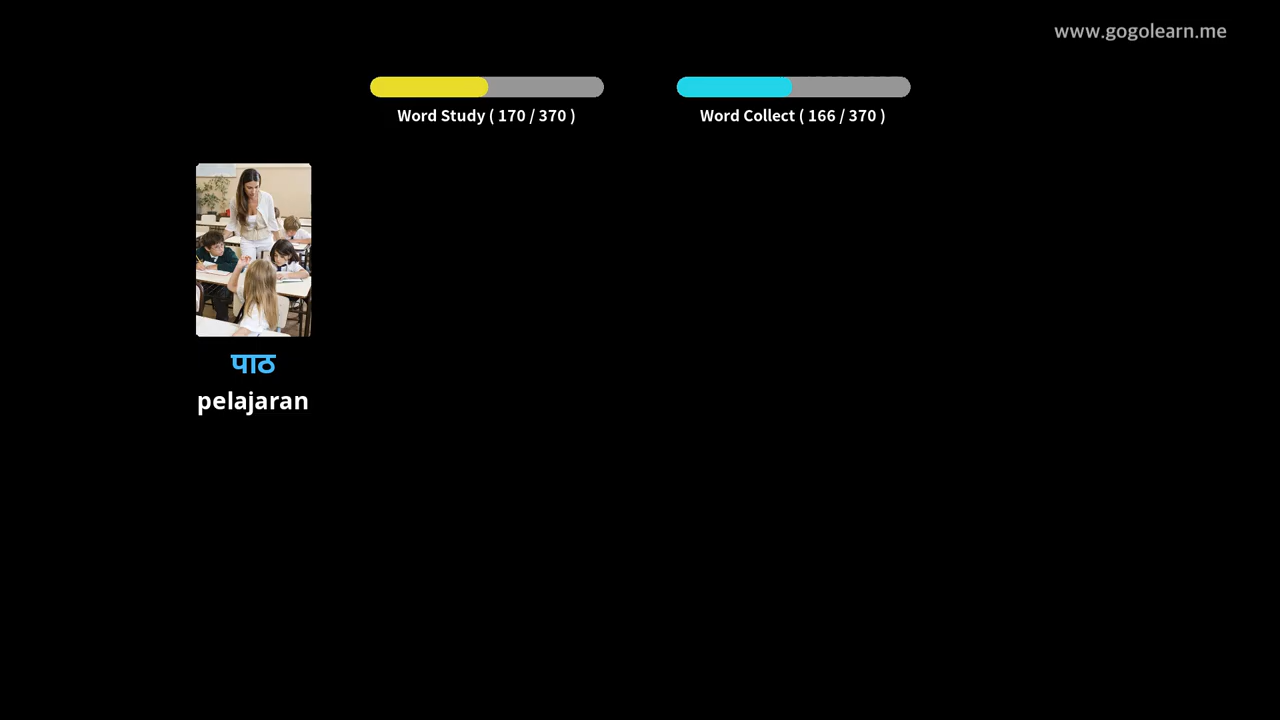 www.gogolearn.me
Word Study ( 170 / 370 )
Word Collect ( 166 / 370 )
पाठ
pelajaran